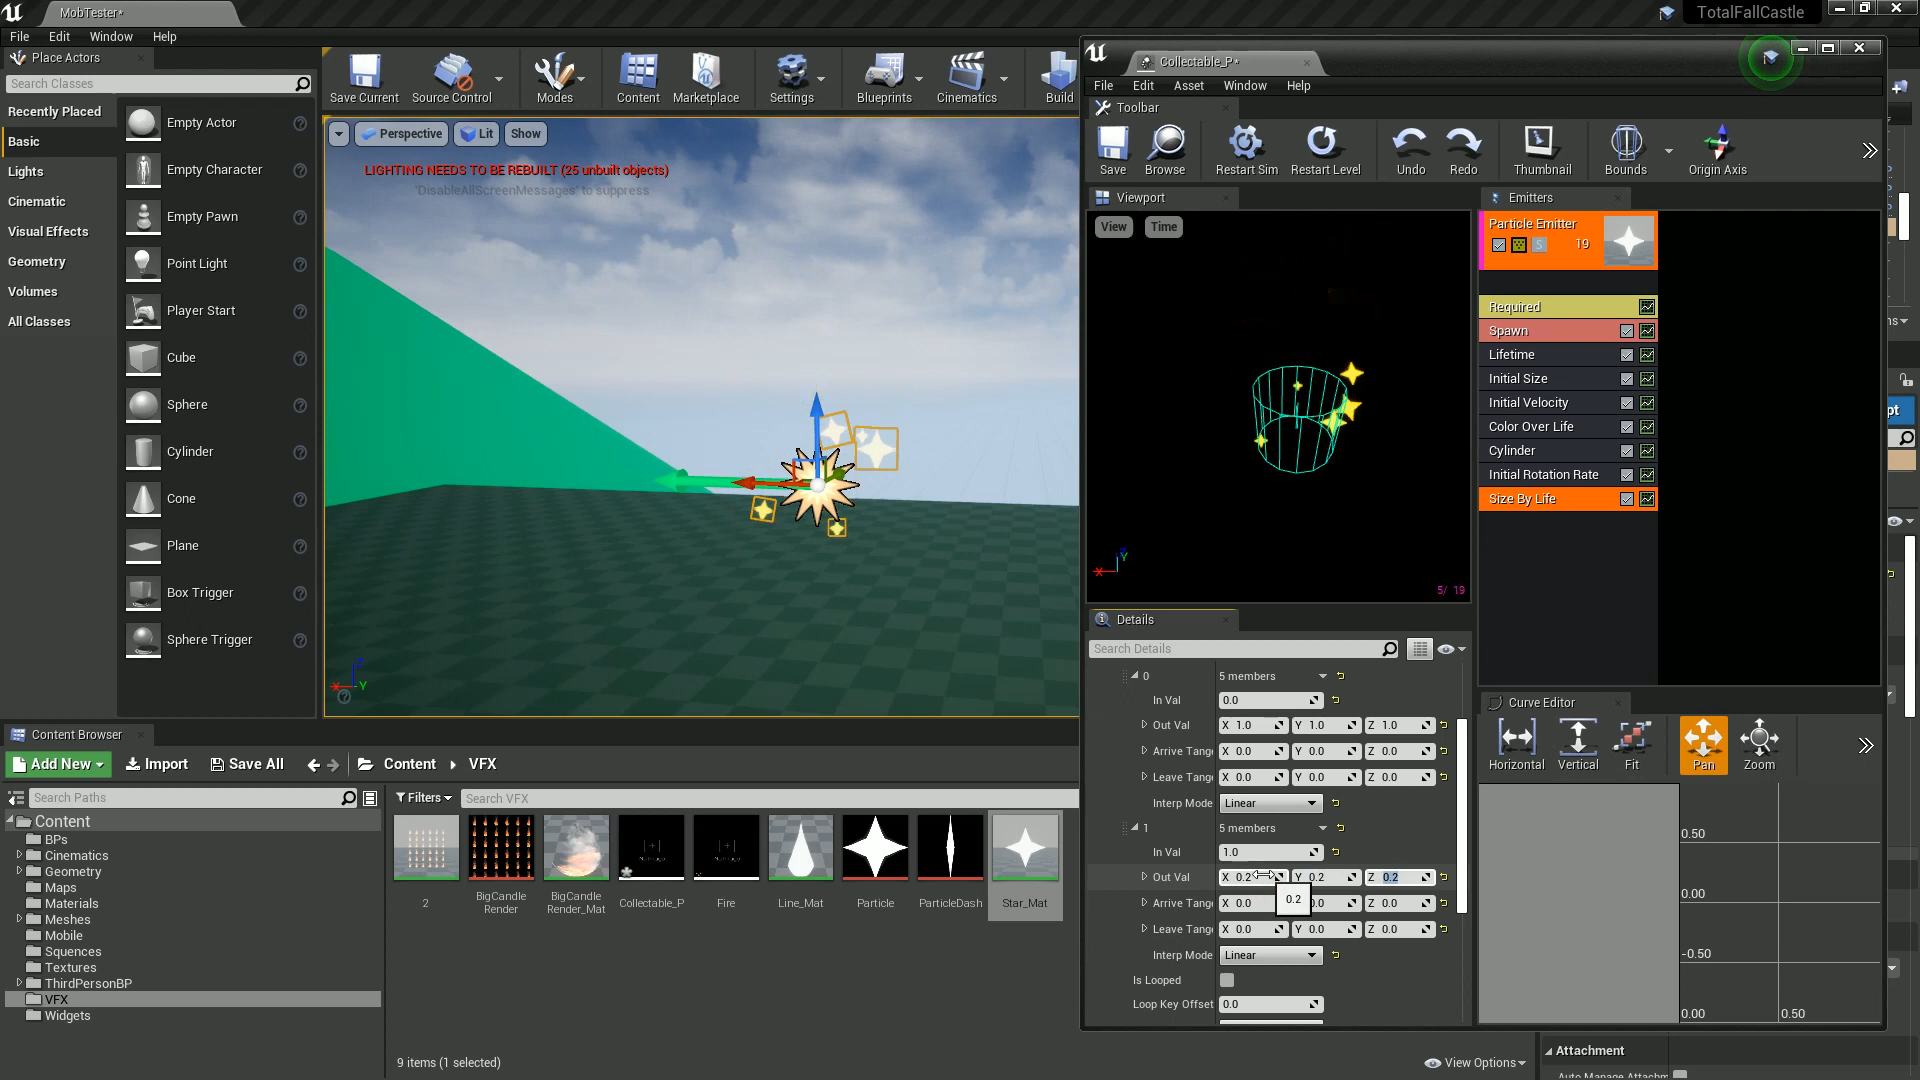 MobTester*
TotalFallCastle
File Edit Window Help
Place Actors
Search Classes
Recently Placed
Basic
Lights
Cinematic
Visual Effects
Geometry
Volumes
All Classes
Empty Actor
Empty Character
Empty Pawn
Point Light
Player Start
Cube
Sphere
Cylinder
Cone
Plane
Box Trigger
Sphere Trigger
Save Current Source Control Modes Content Marketplace Settings Blueprints Cinematics Build
Perspective Lit Show
LIGHTING NEEDS TO BE REBUILT (25 unbuilt objects)
'DisableAllScreenMessages' to suppress
Collectable_P*
File Edit Asset Window Help
Toolbar
Save Browse Restart Sim Restart Level Undo Redo Thumbnail Bounds Origin Axis
Viewport
View Time
5/ 19
Emitters
Particle Emitter
19
Required
Spawn
Lifetime
Initial Size
Initial Velocity
Color Over Life
Cylinder
Initial Rotation Rate
Size By Life
Details
Search Details
0 5 members
In Val 0.0
Out Val X 1.0 Y 1.0 Z 1.0
Arrive Tange X 0.0 Y 0.0 Z 0.0
Leave Tange X 0.0 Y 0.0 Z 0.0
Interp Mode Linear
1 5 members
In Val 1.0
Out Val X 0.2 Y 0.2 Z 0.2
0.2
Arrive Tange X 0.0 0.0 Z 0.0
Leave Tange X 0.0 Y 0.0 Z 0.0
Interp Mode Linear
Is Looped
Loop Key Offset 0.0
Curve Editor
Horizontal Vertical Fit Pan Zoom
0.50
0.00
-0.50
0.00 0.50
Content Browser
Add New Import Save All Content VFX
Search Paths
Filters Search VFX
Content
BPs
Cinematics
Geometry
Maps
Materials
Meshes
Mobile
Squences
Textures
ThirdPersonBP
VFX
Widgets
2
BigCandle
Render
BigCandle
Render_Mat
Collectable_P
Fire
Line_Mat
Particle
ParticleDash
Star_Mat
9 items (1 selected)
View Options
Attachment